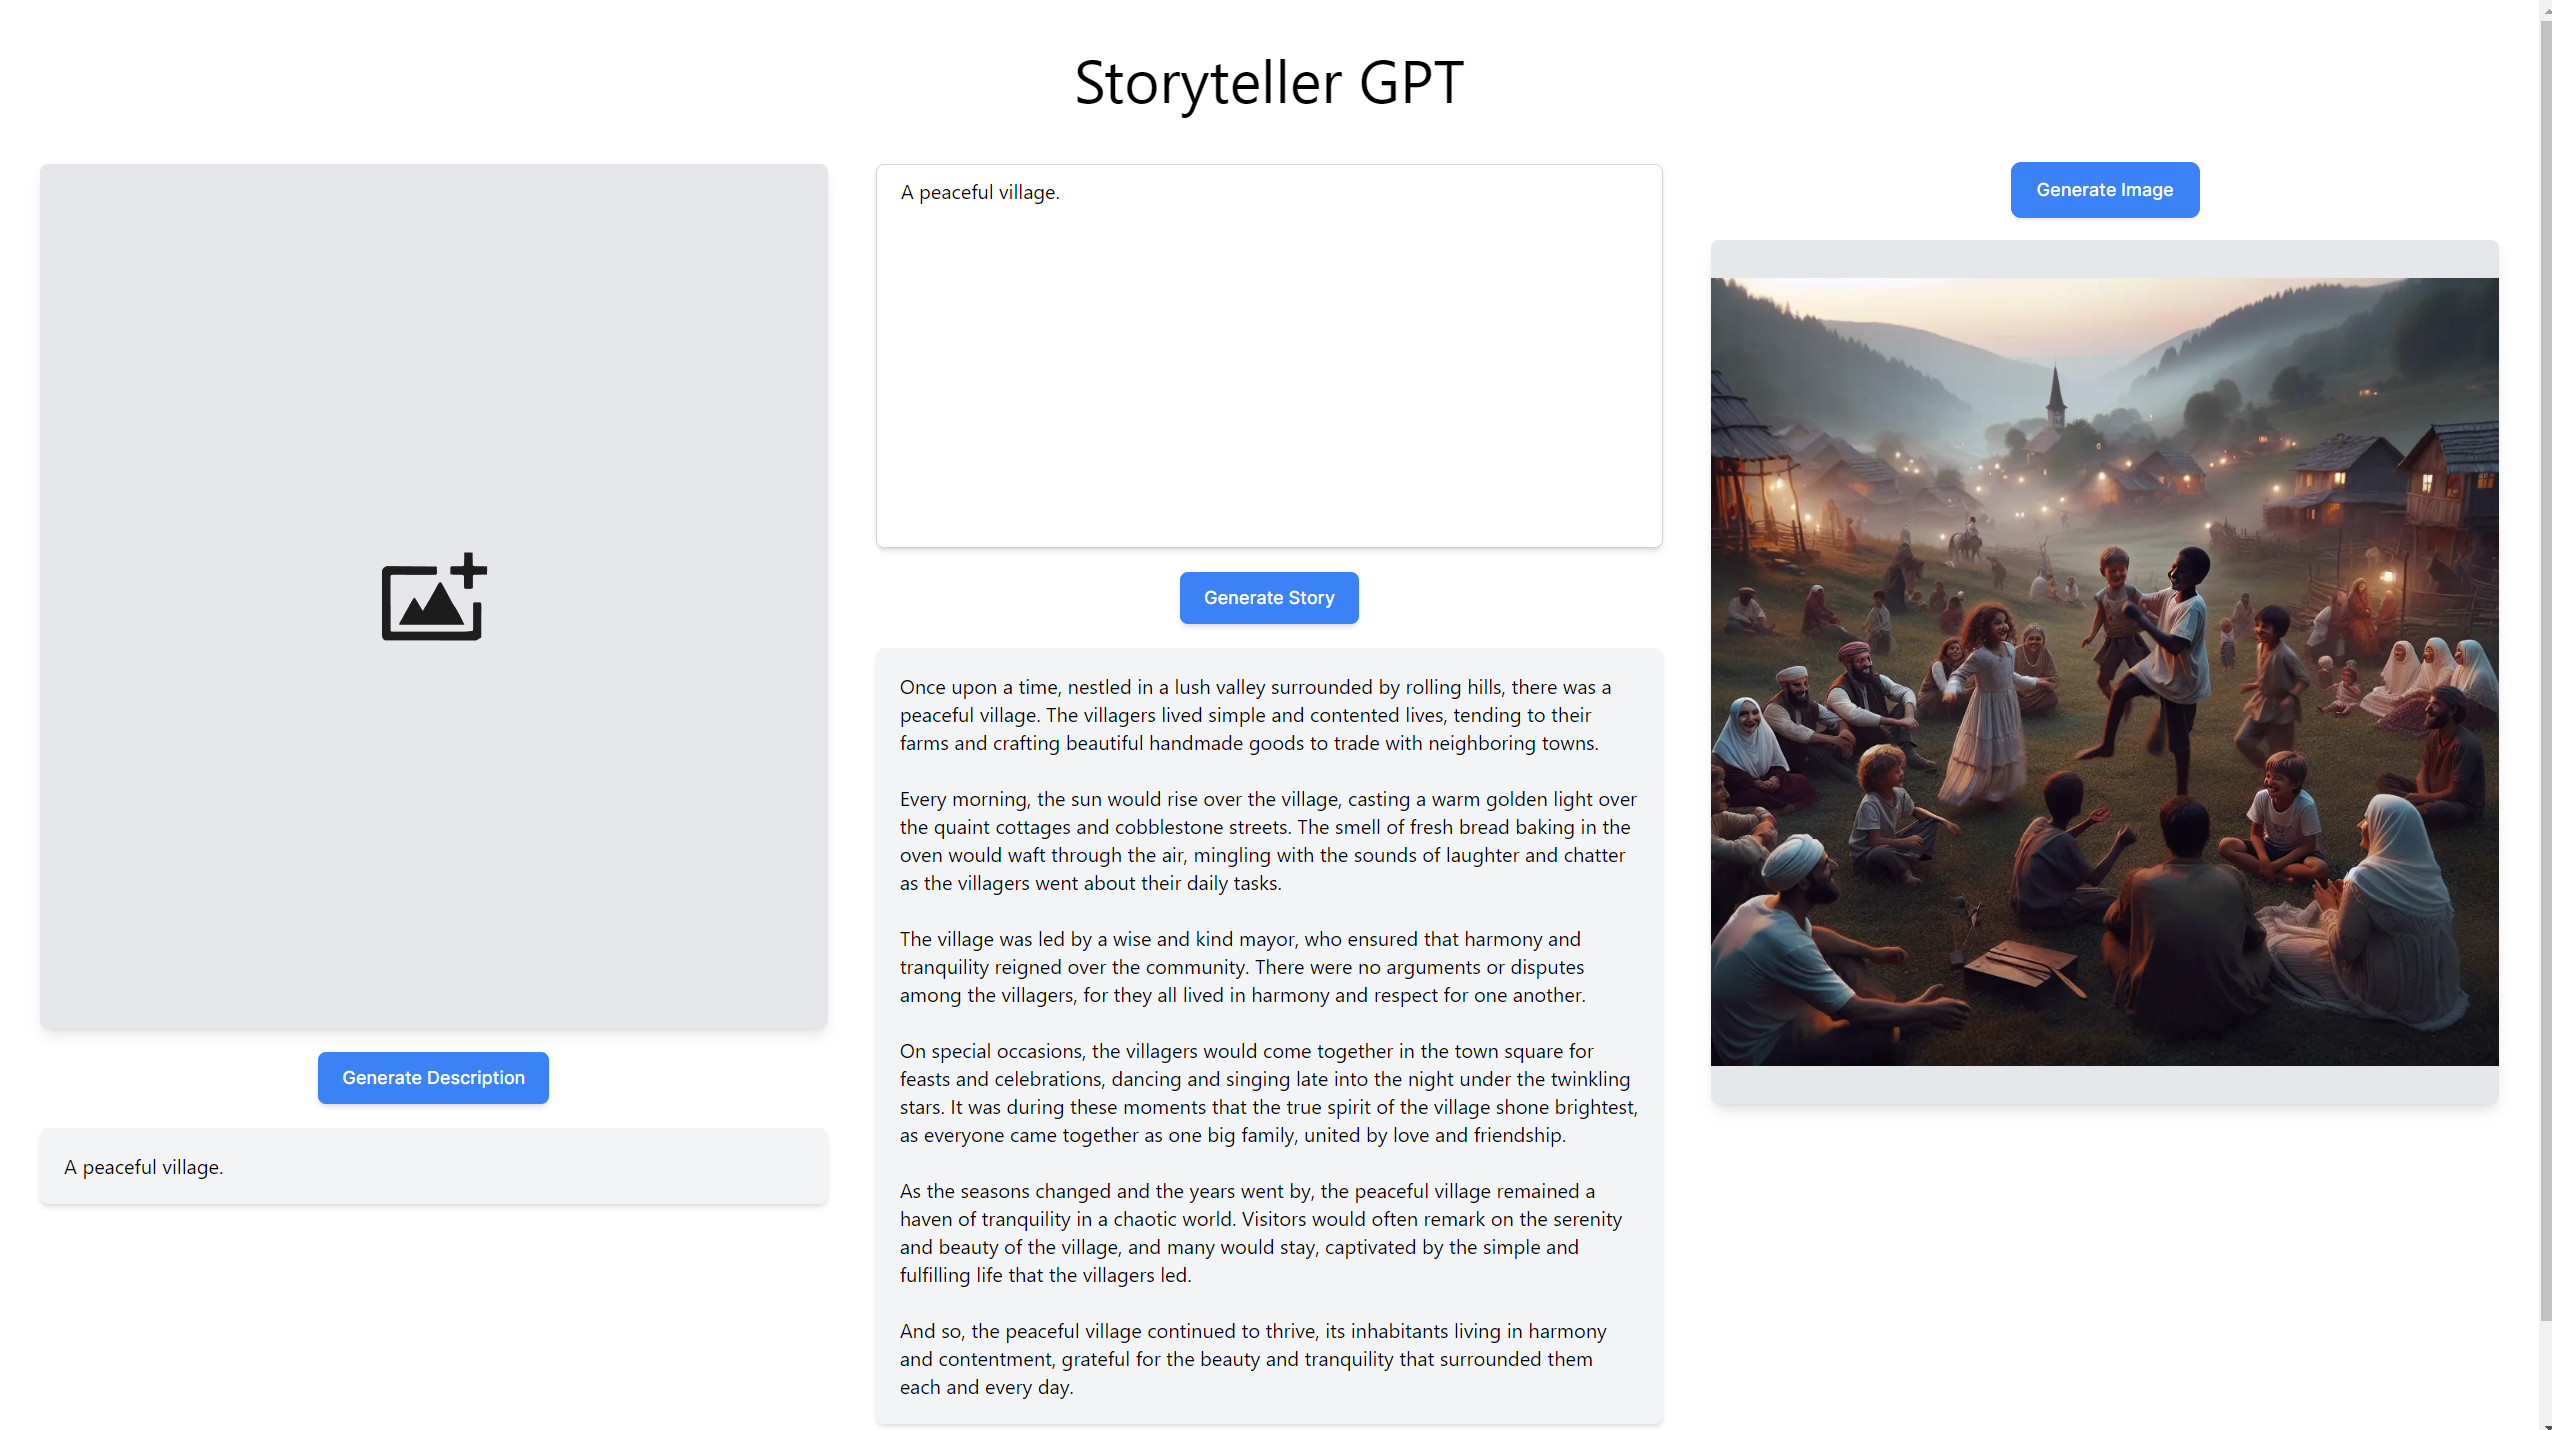 Storyteller GPT
A peaceful village.
Generate Image
Generate Story
Once upon a time, nestled in a lush valley surrounded by rolling hills, there was a
peaceful village. The villagers lived simple and contented lives, tending to their
farms and crafting beautiful handmade goods to trade with neighboring towns.
Every morning, the sun would rise over the village, casting a warm golden light over
the quaint cottages and cobblestone streets. The smell of fresh bread baking in the
oven would waft through the air, mingling with the sounds of laughter and chatter
as the villagers went about their daily tasks.
The village was led by a wise and kind mayor, who ensured that harmony and
tranquility reigned over the community. There were no arguments or disputes
among the villagers, for they all lived in harmony and respect for one another.
On special occasions, the villagers would come together in the town square for
feasts and celebrations, dancing and singing late into the night under the twinkling
stars. It was during these moments that the true spirit of the village shone brightest,
as everyone came together as one big family, united by love and friendship.
As the seasons changed and the years went by, the peaceful village remained a
haven of tranquility in a chaotic world. Visitors would often remark on the serenity
and beauty of the village, and many would stay, captivated by the simple and
fulfilling life that the villagers led.
And so, the peaceful village continued to thrive, its inhabitants living in harmony
and contentment, grateful for the beauty and tranquility that surrounded them
each and every day.
Generate Description
A peaceful village.